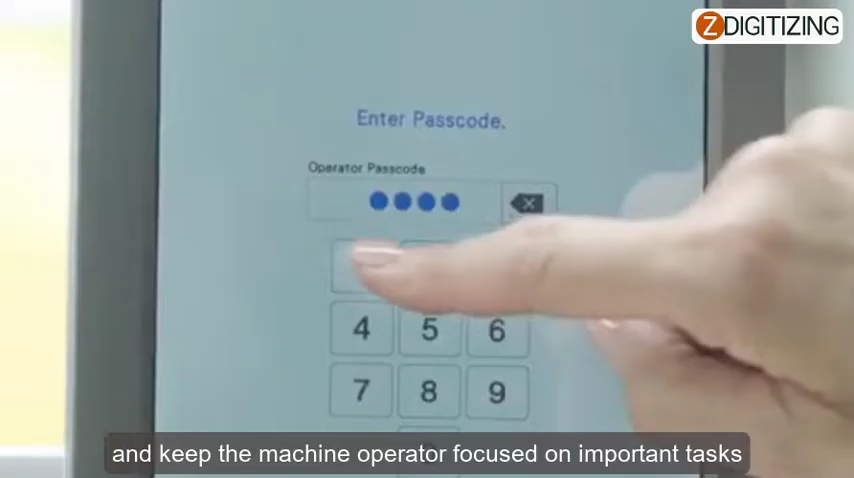 ZDIGITIZING
Enter Passcode.
Operator Passcode
4 5 6
7 8 9
and keep the machine operator focused on important tasks